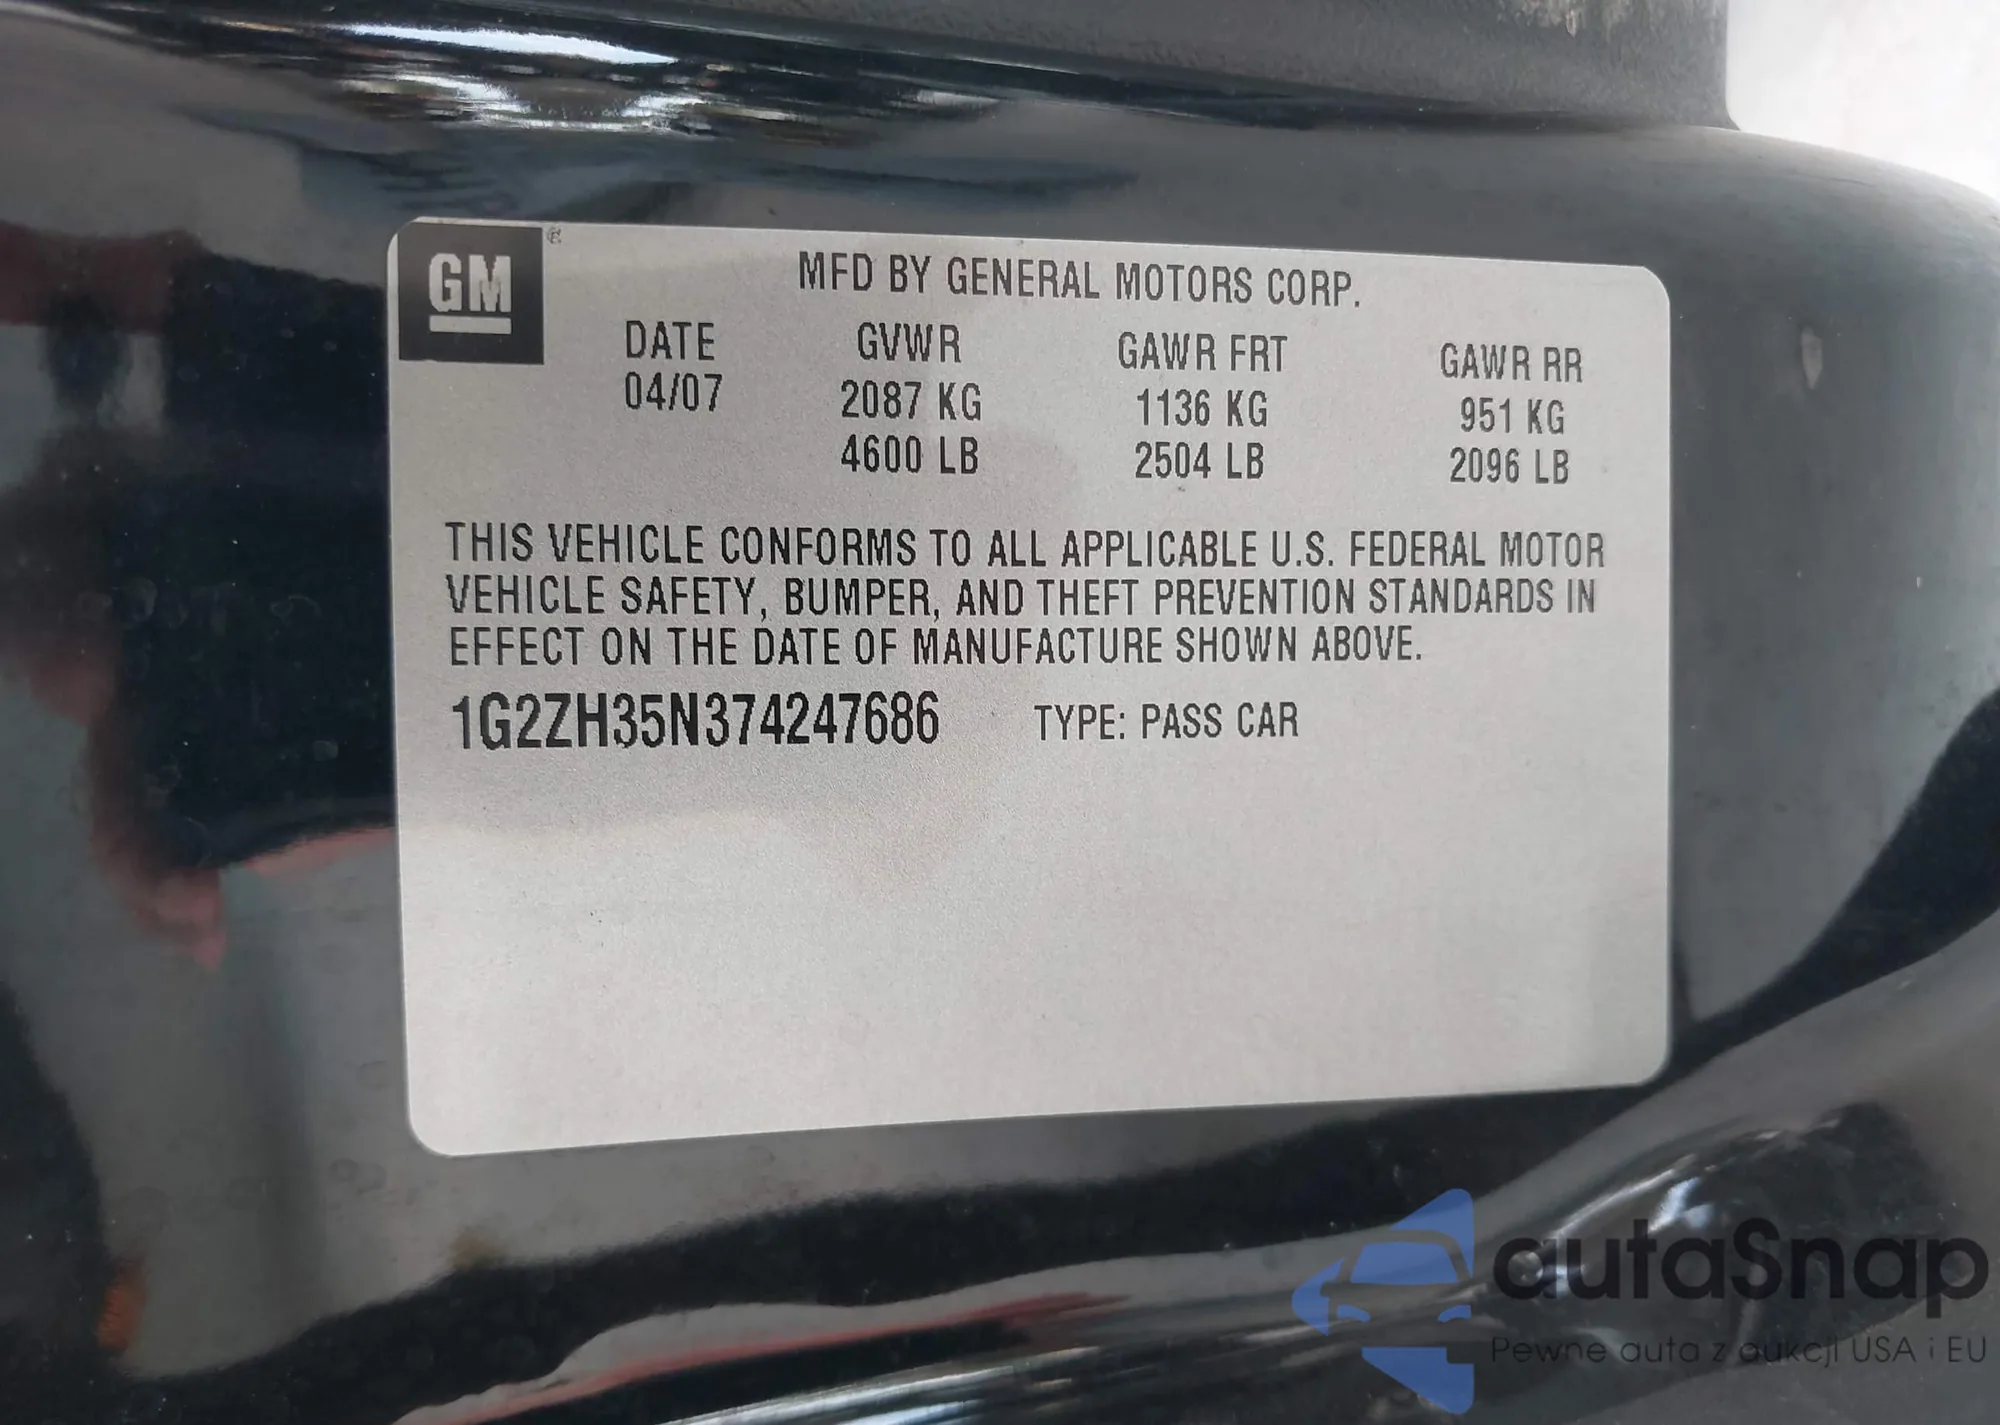 GM ®
MFD BY GENERAL MOTORS CORP.
DATE GVWR GAWR FRT GAWR RR
04/07 2087 KG 1136 KG 951 KG
4600 LB 2504 LB 2096 LB
THIS VEHICLE CONFORMS TO ALL APPLICABLE U.S. FEDERAL MOTOR
VEHICLE SAFETY, BUMPER, AND THEFT PREVENTION STANDARDS IN
EFFECT ON THE DATE OF MANUFACTURE SHOWN ABOVE.
1G2ZH35N374247686 TYPE: PASS CAR
autaSnap
Pewne auta z aukcji USA i EU